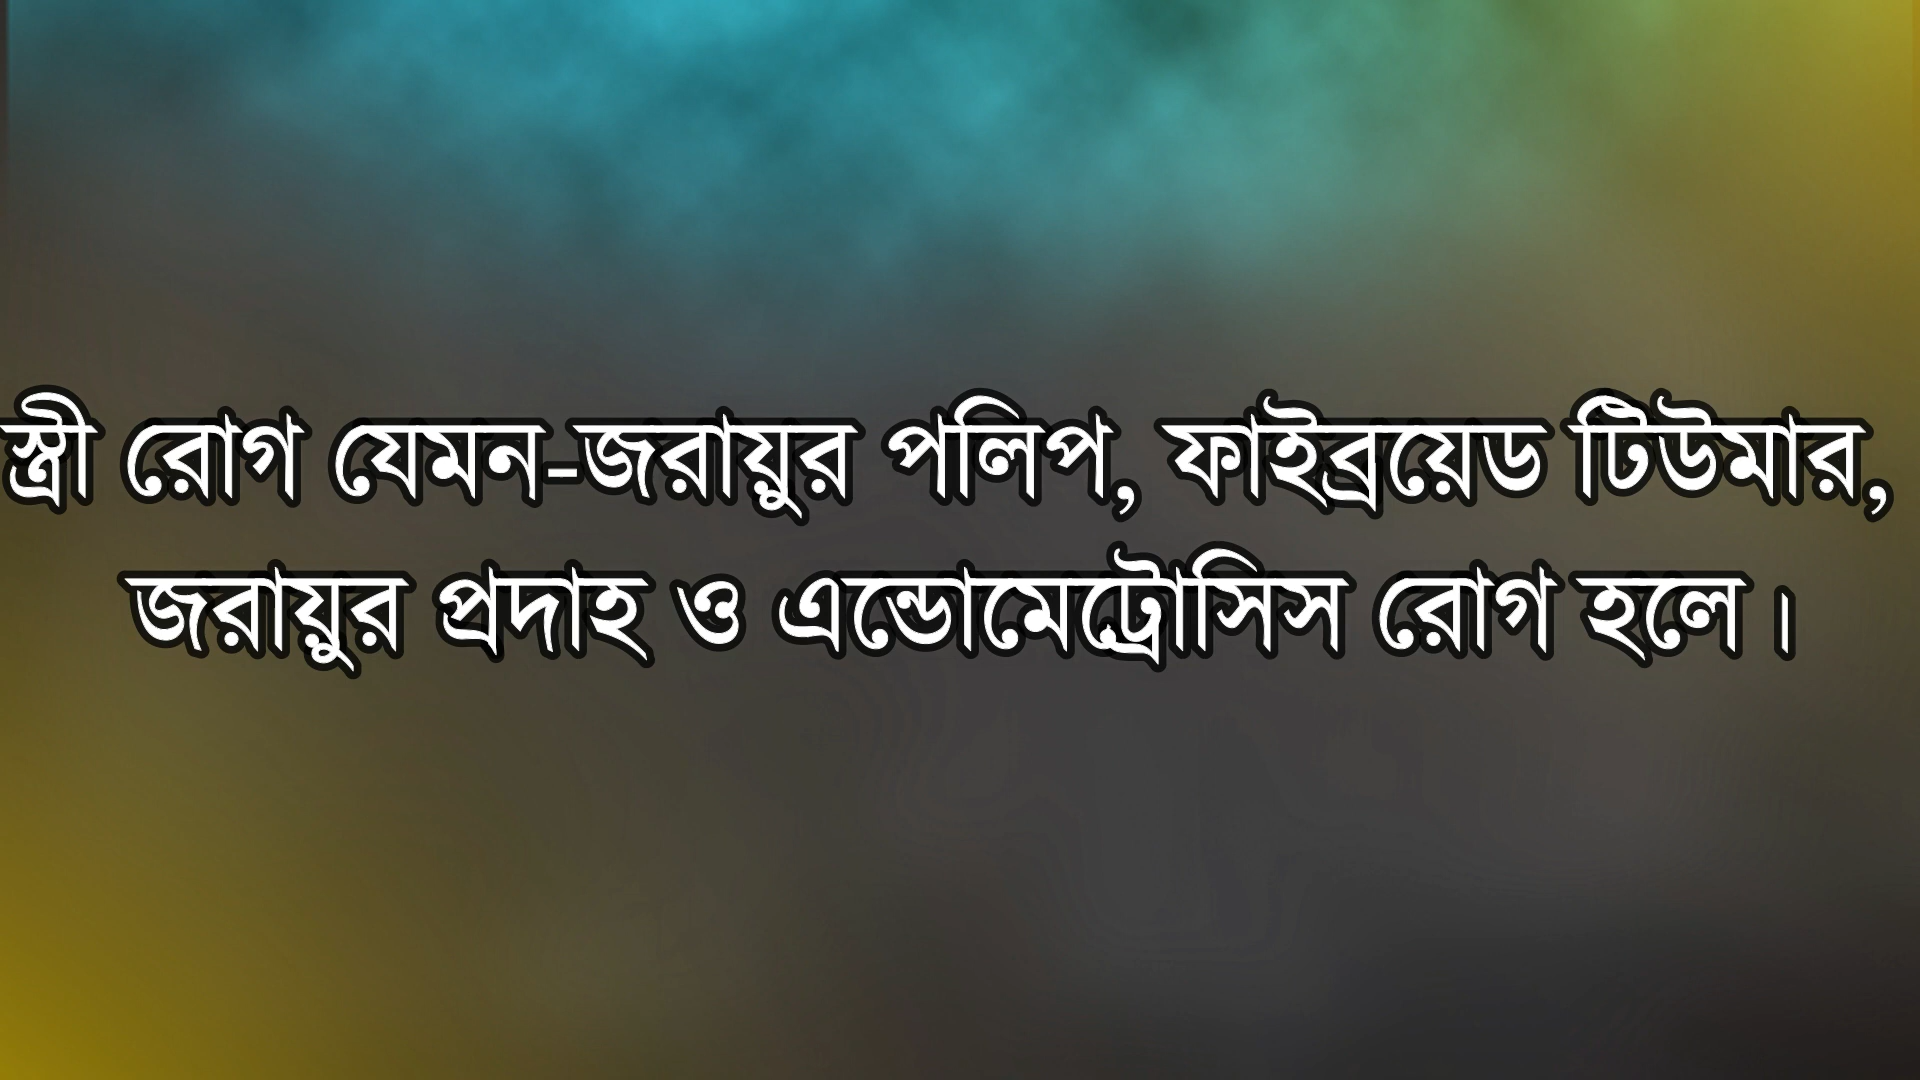 স্ত্রী রোগ যেমন-জরায়ুর পলিপ, ফাইব্রয়েড টিউমার,
জরায়ুর প্রদাহ ও এন্ডোমেট্রোসিস রোগ হলে।